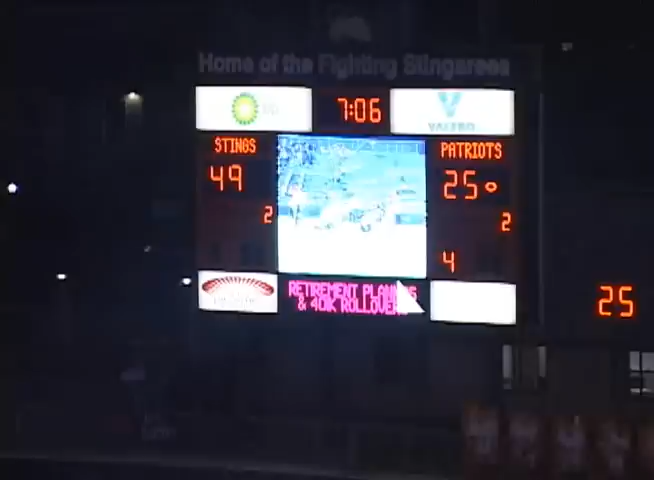 Home of the Fighting Stingarees
7:06
VALERO
STINGS
PATRIOTS
49
25
2
2
4
RETIREMENT PLANNERS
& 401K ROLLOVERS
25